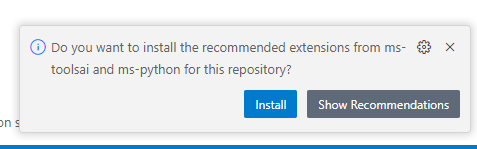 Do you want to install the recommended extensions from ms-
toolsai and ms-python for this repository?
Install Show Recommendations
on s